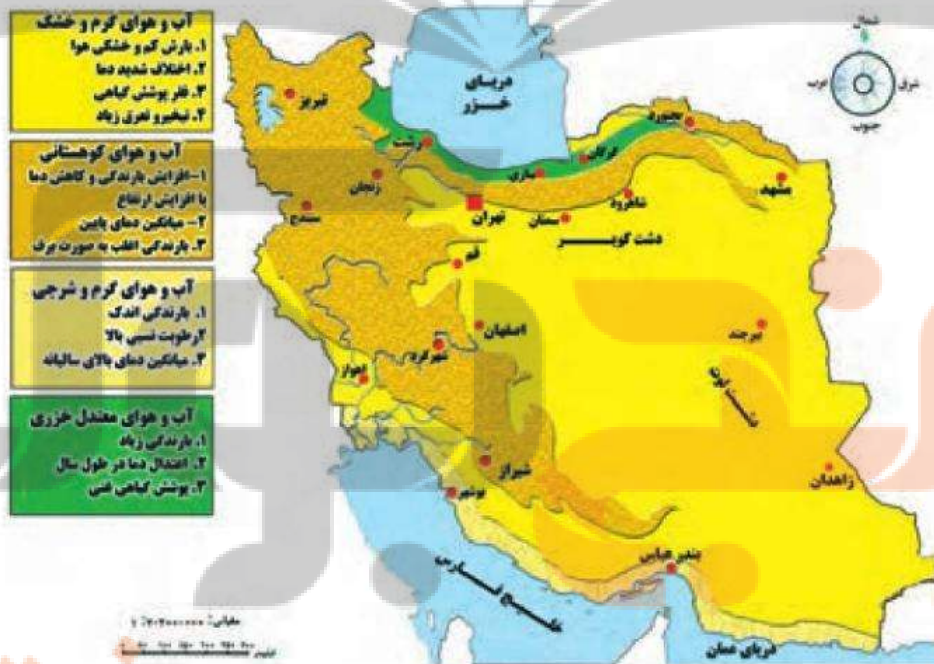 آب و هوای گرم و خشک
۱. بارش کم و خشکی هوا
۲. اختلاف شدید دما
۳. فقر پوشش گیاهی
۴. تبخیر و تعرق زیاد
آب و هوای کوهستانی
۱-افزایش بارندگی و کاهش دما
با افزایش ارتفاع
۲- میانگین دمای پایین
۳. بارندگی اغلب به صورت برف
آب و هوای گرم و شرجی
۱. بارندگی اندک
۲.رطوبت نسبی بالا
۳. میانگین دمای بالای سالیانه
آب و هوای معتدل خزری
۱. بارندگی زیاد
۲. اعتدال دما در طول سال
۳. پوشش گیاهی غنی
شمال
شرق
غرب
جنوب
دریای
خزر
تبریز
رشت
بجنورد
گرگان
ساری
مشهد
زنجان
سنندج
تهران
سمنان
شاهرود
دشت کویر
قم
اصفهان
بیرجند
شهرکرد
اهواز
دشت لوت
شیراز
زاهدان
بوشهر
بندرعباس
خلیج فارس
دریای عمان
مقیاس:
کیلومتر